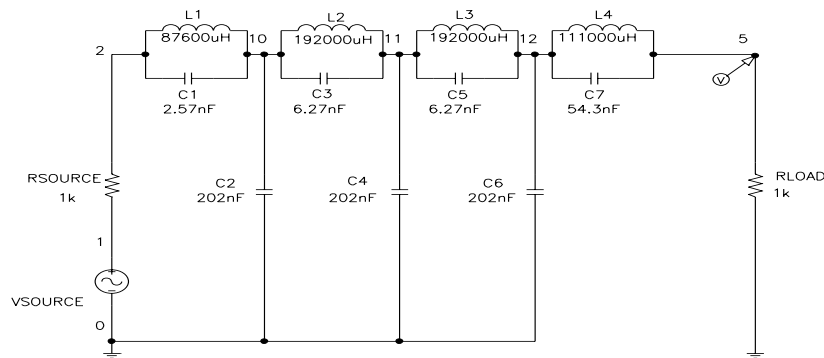 L1
87600uH
L2
192000uH
L3
192000uH
L4
111000uH
2
10
11
12
5
C1
2.57nF
C3
6.27nF
C5
6.27nF
C7
54.3nF
V
RSOURCE
1k
C2
202nF
C4
202nF
C6
202nF
RLOAD
1k
1
VSOURCE
0